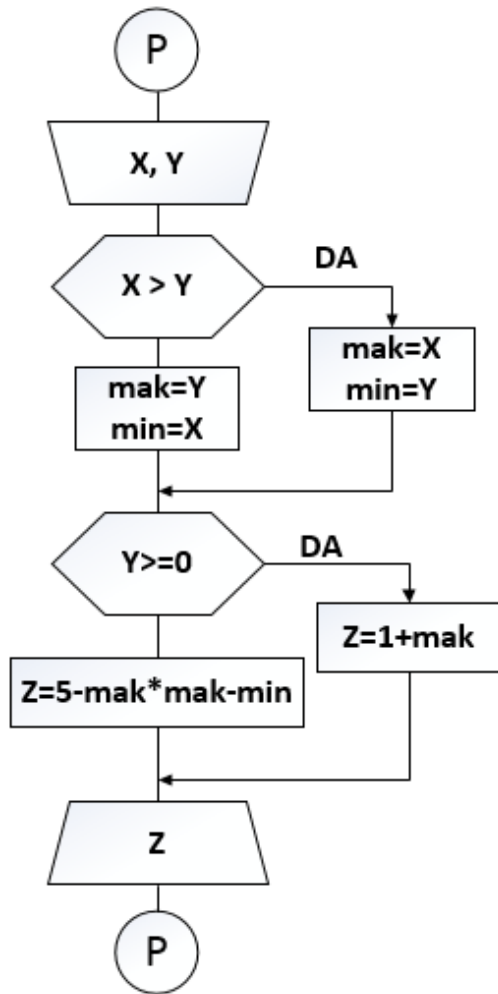 P
X, Y
X > Y
DA
mak=X
min=Y
mak=Y
min=X
Y>=0
DA
Z=1+mak
Z=5-mak*mak-min
Z
P